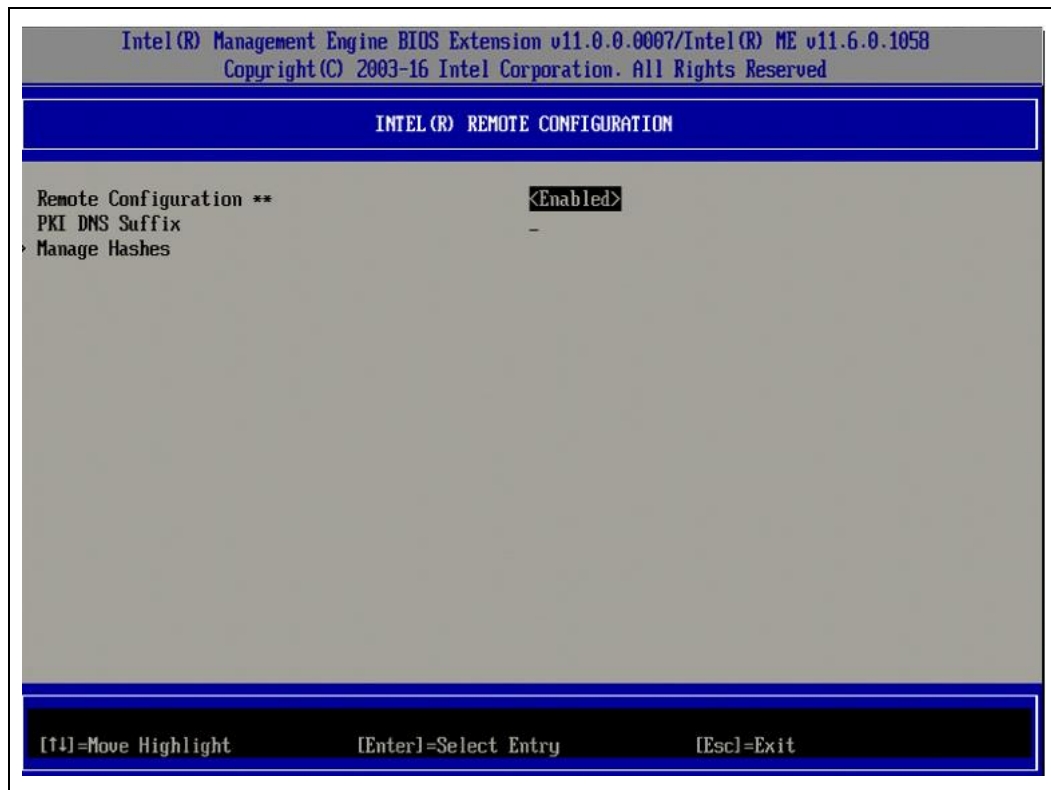 Intel(R) Management Engine BIOS Extension v11.0.0.0007/Intel(R) ME v11.6.0.1058
Copyright(C) 2003-16 Intel Corporation. All Rights Reserved
INTEL(R) REMOTE CONFIGURATION
Remote Configuration ** <Enabled>
PKI DNS Suffix _
> Manage Hashes
[↑↓]=Move Highlight [Enter]=Select Entry [Esc]=Exit